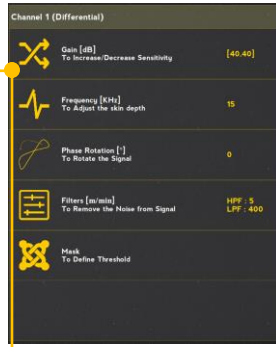 Channel 1 (Differential)
Gain [dB]
To Increase/Decrease Sensitivity
[40,40]
Frequency [KHz]
To Adjust the skin depth
15
Phase Rotation [°]
To Rotate the Signal
0
Filters [m/min]
To Remove the Noise from Signal
HPF : 5
LPF : 400
Mask
To Define Threshold